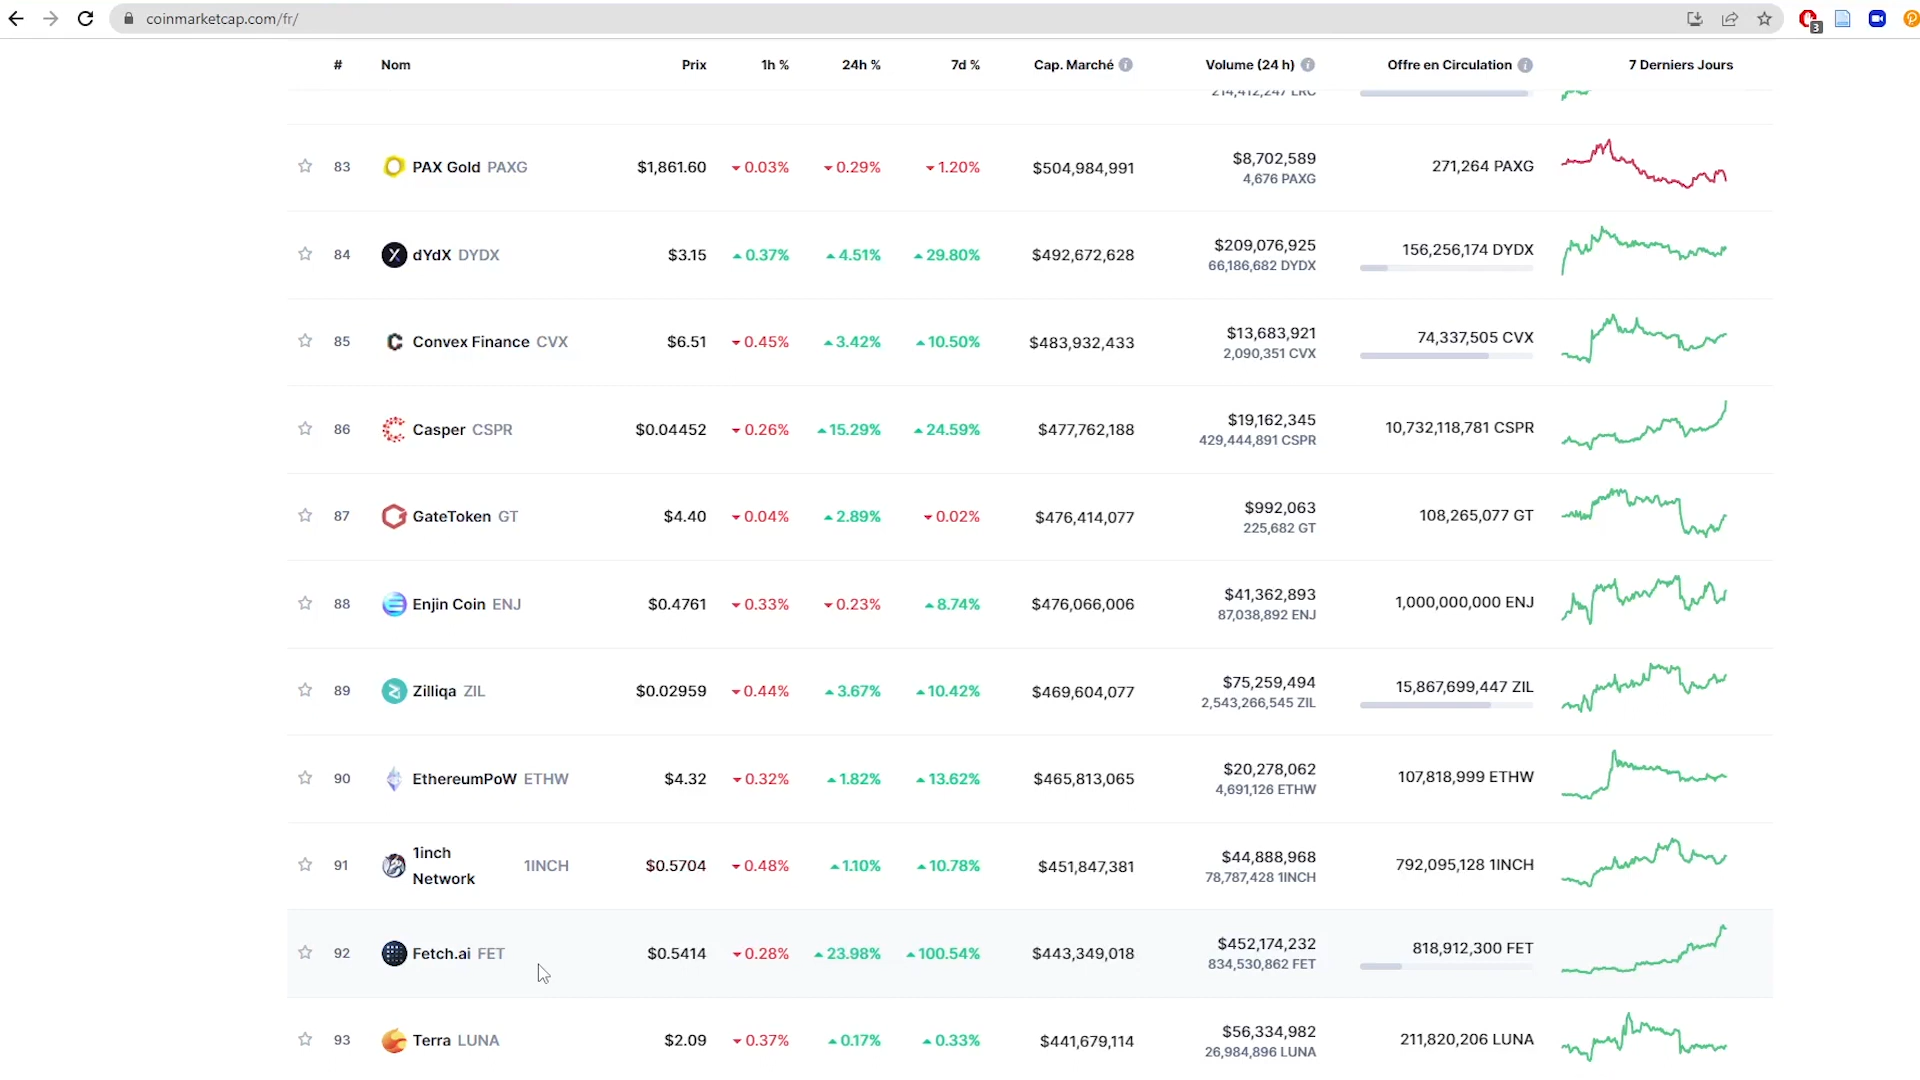 coinmarketcap.com/fr/
3
# Nom Prix 1h % 24h % 7d % Cap. Marché Volume (24 h) Offre en Circulation 7 Derniers Jours
214,412,247 LRC
83 PAX Gold PAXG $1,861.60 0.03% 0.29% 1.20% $504,984,991 $8,702,589 271,264 PAXG
4,676 PAXG
84 dYdX DYDX $3.15 0.37% 4.51% 29.80% $492,672,628 $209,076,925 156,256,174 DYDX
66,186,682 DYDX
85 Convex Finance CVX $6.51 0.45% 3.42% 10.50% $483,932,433 $13,683,921 74,337,505 CVX
2,090,351 CVX
86 Casper CSPR $0.04452 0.26% 15.29% 24.59% $477,762,188 $19,162,345 10,732,118,781 CSPR
429,444,891 CSPR
87 GateToken GT $4.40 0.04% 2.89% 0.02% $476,414,077 $992,063 108,265,077 GT
225,682 GT
88 Enjin Coin ENJ $0.4761 0.33% 0.23% 8.74% $476,066,006 $41,362,893 1,000,000,000 ENJ
87,038,892 ENJ
89 Zilliqa ZIL $0.02959 0.44% 3.67% 10.42% $469,604,077 $75,259,494 15,867,699,447 ZIL
2,543,266,545 ZIL
90 EthereumPoW ETHW $4.32 0.32% 1.82% 13.62% $465,813,065 $20,278,062 107,818,999 ETHW
4,691,126 ETHW
91 1inch Network 1INCH $0.5704 0.48% 1.10% 10.78% $451,847,381 $44,888,968 792,095,128 1INCH
78,787,428 1INCH
92 Fetch.ai FET $0.5414 0.28% 23.98% 100.54% $443,349,018 $452,174,232 818,912,300 FET
834,530,862 FET
93 Terra LUNA $2.09 0.37% 0.17% 0.33% $441,679,114 $56,334,982 211,820,206 LUNA
26,984,896 LUNA